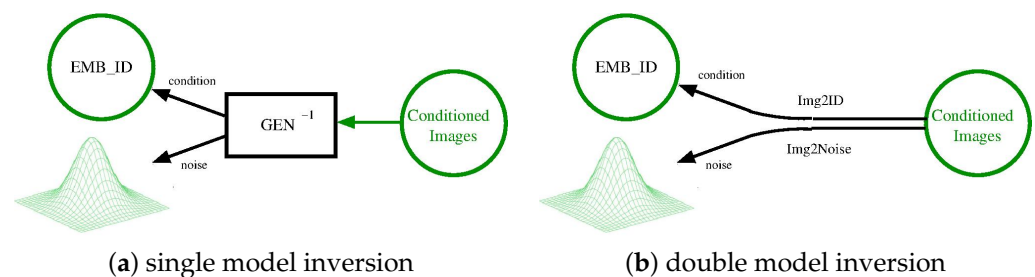 EMB_ID
condition
GEN -1
Conditioned
Images
noise
(a) single model inversion
EMB_ID
condition
Img2ID
Img2Noise
Conditioned
Images
noise
(b) double model inversion